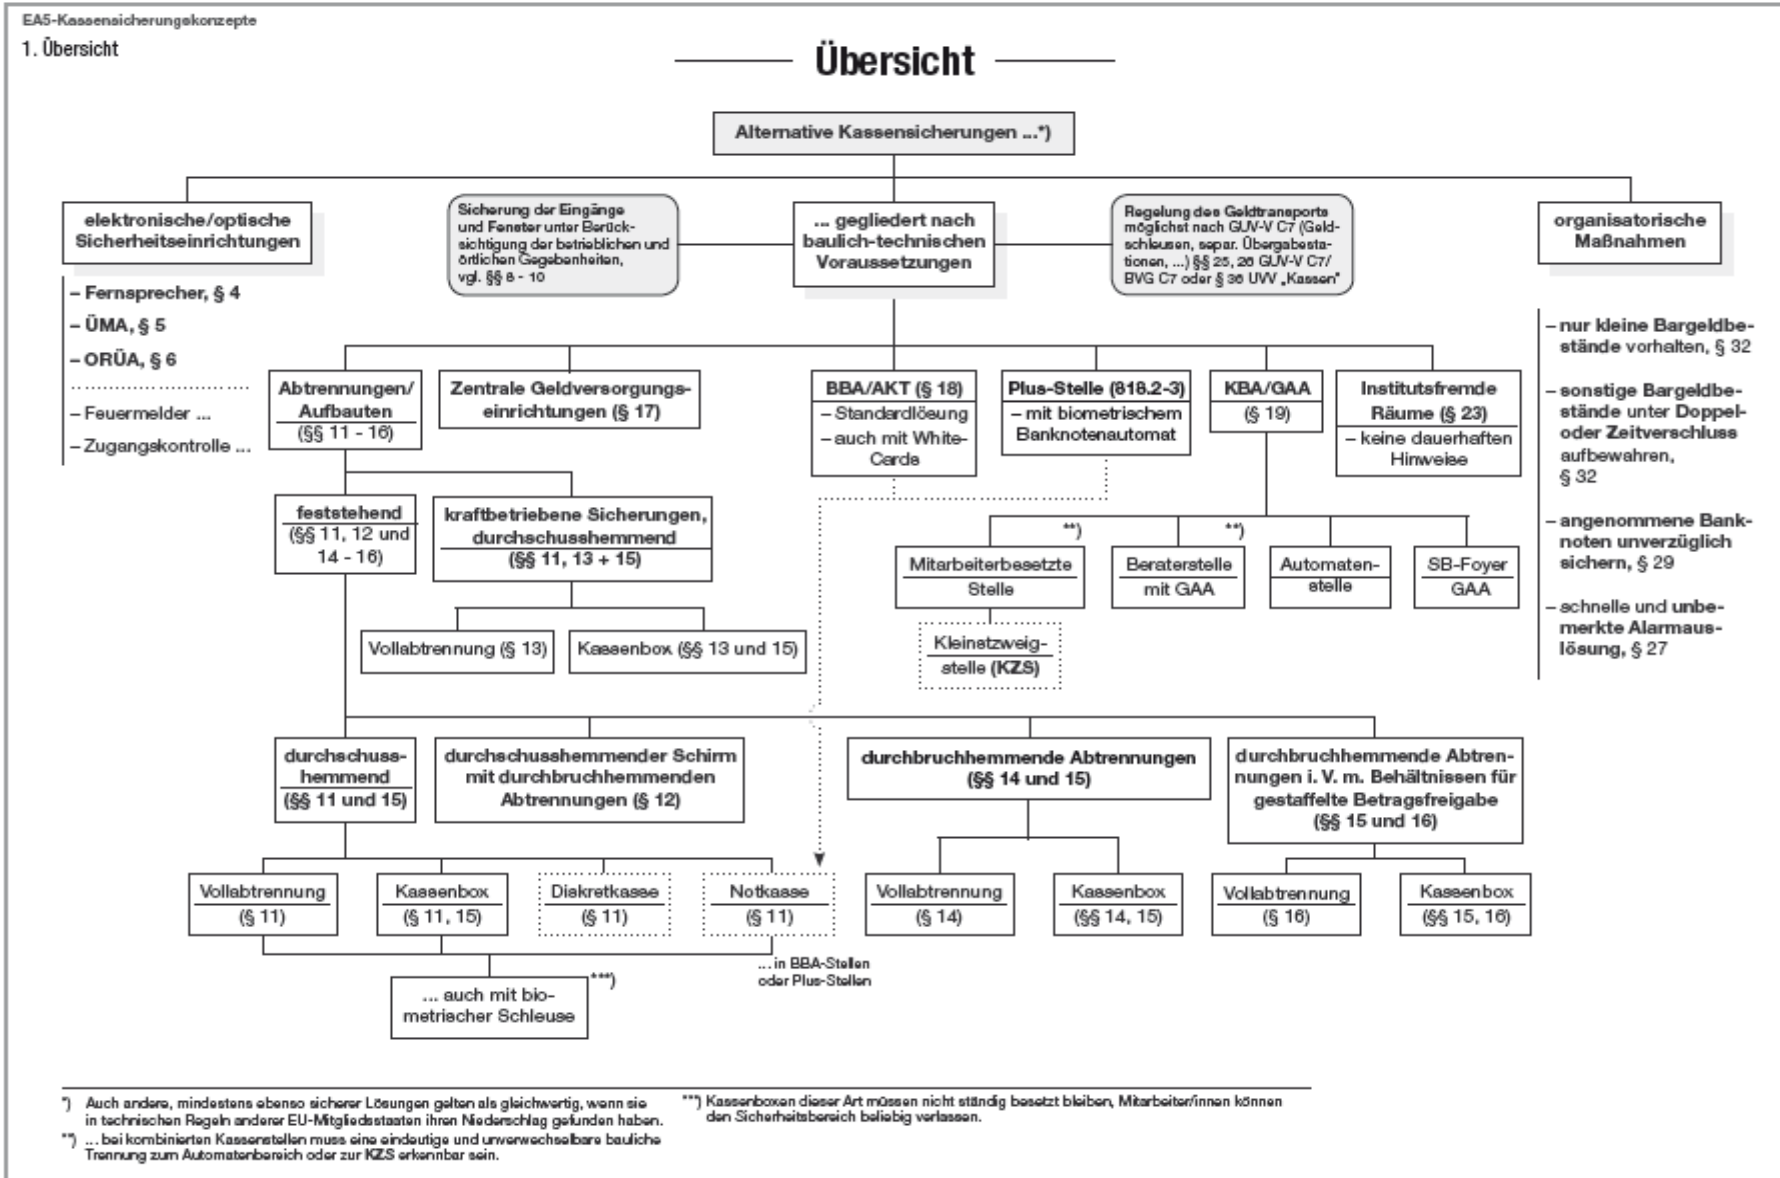 EA5-Kassensicherungskonzepte
1. Übersicht
Übersicht
Alternative Kassensicherungen ...*)
elektronische/optische
Sicherheitseinrichtungen
– Fernsprecher, § 4
– ÜMA, § 5
– ORÜA, § 6
– Feuermelder ...
– Zugangskontrolle ...
Sicherung der Eingänge
und Fenster unter Berück-
sichtigung der betrieblichen und
örtlichen Gegebenheiten,
vgl. §§ 8 - 10
... gegliedert nach
baulich-technischen
Voraussetzungen
Regelung des Geldtransports
möglichst nach GUV-V C7 (Geld-
schleusen, separ. Übergabesta-
tionen, ...) §§ 25, 26 GUV-V C7/
BVG C7 oder § 36 UVV „Kassen“
organisatorische
Maßnahmen
– nur kleine Bargeldbe-
stände vorhalten, § 32
– sonstige Bargeldbe-
stände unter Doppel-
oder Zeitverschluss
aufbewahren,
§ 32
– angenommene Bank-
noten unverzüglich
sichern, § 29
– schnelle und unbe-
merkte Alarmaus-
lösung, § 27
Abtrennungen/
Aufbauten
(§§ 11 - 16)
Zentrale Geldversorgungs-
einrichtungen (§ 17)
BBA/AKT (§ 18)
– Standardlösung
– auch mit White-
Cards
Plus-Stelle (818.2-3)
– mit biometrischem
Banknotenautomat
KBA/GAA
(§ 19)
Institutsfremde
Räume (§ 23)
– keine dauerhaften
Hinweise
feststehend
(§§ 11, 12 und
14 - 16)
kraftbetriebene Sicherungen,
durchschusshemmend
(§§ 11, 13 + 15)
**)
Mitarbeiterbesetzte
Stelle
**)
Beraterstelle
mit GAA
Automaten-
stelle
SB-Foyer
GAA
Vollabtrennung (§ 13)
Kassenbox (§§ 13 und 15)
Kleinstzweig-
stelle (KZS)
durchschuss-
hemmend
(§§ 11 und 15)
durchschusshemmender Schirm
mit durchbruchhemmenden
Abtrennungen (§ 12)
durchbruchhemmende Abtrennungen
(§§ 14 und 15)
durchbruchhemmende Abtren-
nungen i. V. m. Behältnissen für
gestaffelte Betragsfreigabe
(§§ 15 und 16)
Vollabtrennung
(§ 11)
Kassenbox
(§ 11, 15)
Diskretkasse
(§ 11)
Notkasse
(§ 11)
Vollabtrennung
(§ 14)
Kassenbox
(§§ 14, 15)
Vollabtrennung
(§ 16)
Kassenbox
(§§ 15, 16)
... in BBA-Stellen
oder Plus-Stellen
***)
... auch mit bio-
metrischer Schleuse
*) Auch andere, mindestens ebenso sicherer Lösungen gelten als gleichwertig, wenn sie
in technischen Regeln anderer EU-Mitgliedsstaaten ihren Niederschlag gefunden haben.
**) ... bei kombinierten Kassenstellen muss eine eindeutige und unverwechselbare bauliche
Trennung zum Automatenbereich oder zur KZS erkennbar sein.
***) Kassenboxen dieser Art müssen nicht ständig besetzt bleiben, Mitarbeiter/innen können
den Sicherheitsbereich beliebig verlassen.